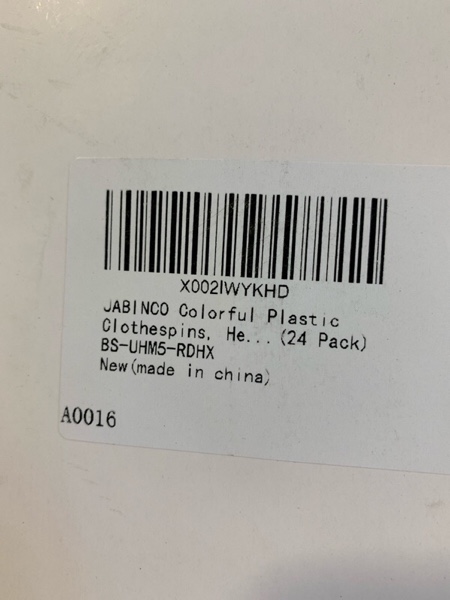 X002IWYKHD
JABINCO Colorful Plastic
Clothespins, He...(24 Pack)
BS-UHM5-RDHX
New(made in china)
A0016